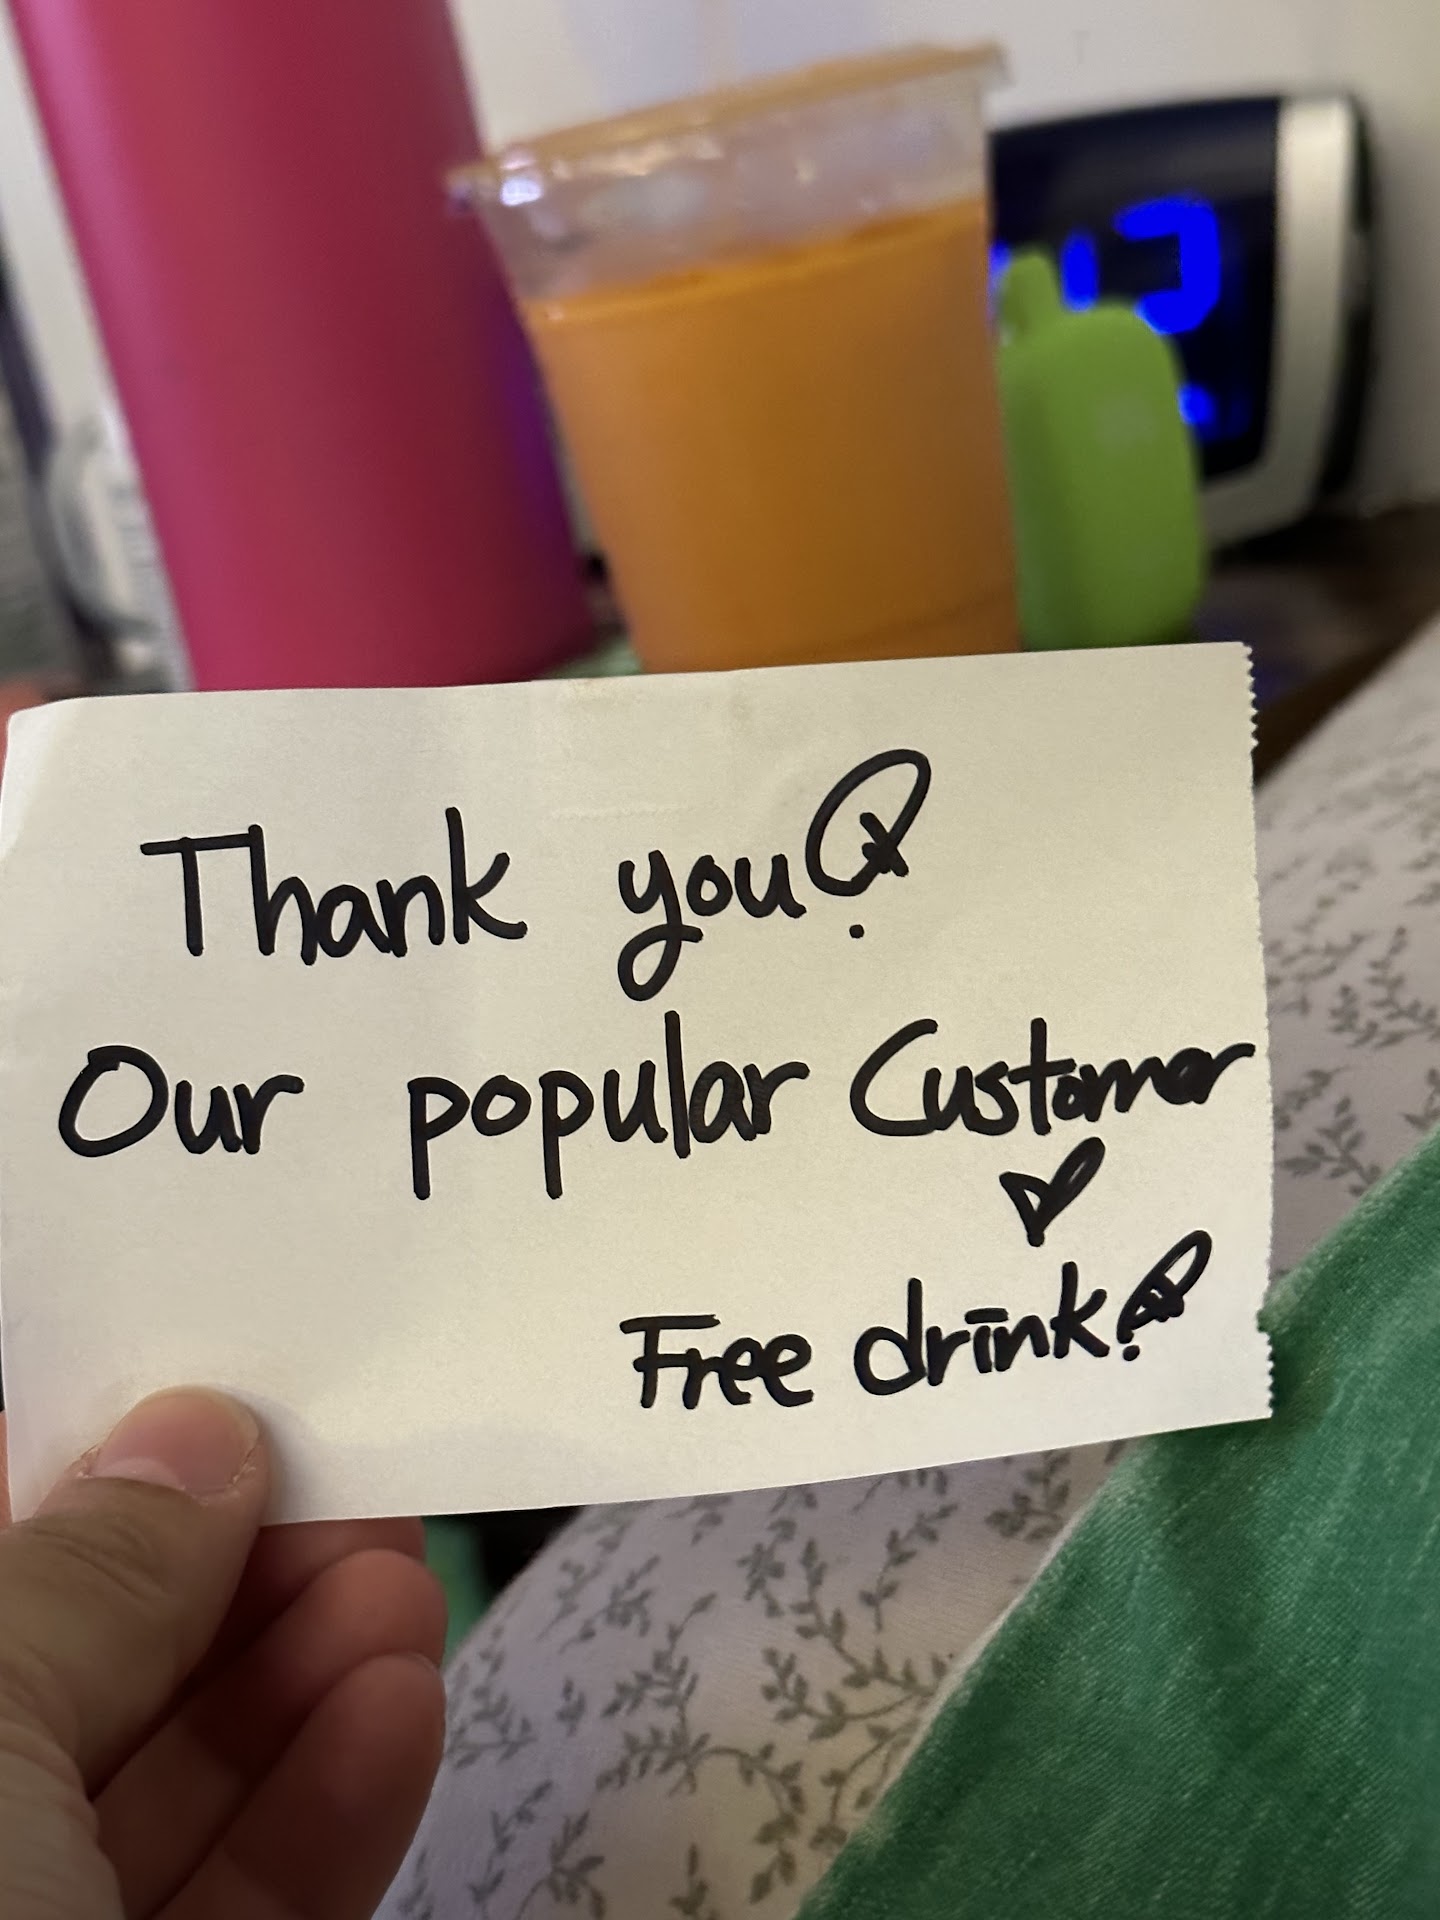 Thank you!
Our popular Customer
Free drink!